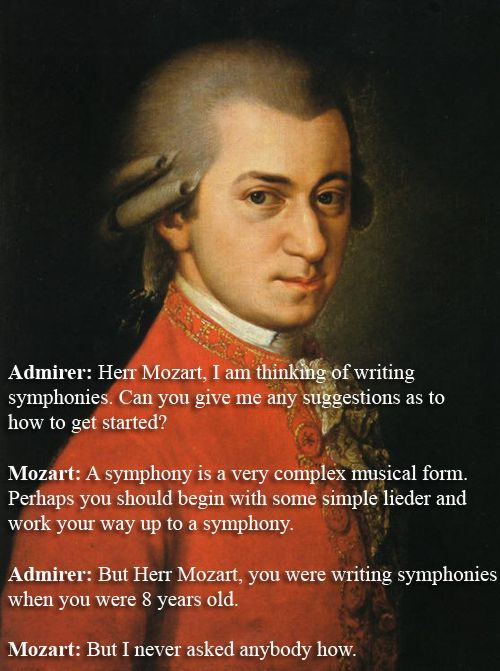 Admirer: Herr Mozart, I am thinking of writing
symphonies. Can you give me any suggestions as to
how to get started?
Mozart: A symphony is a very complex musical form.
Perhaps you should begin with some simple lieder and
work your way up to a symphony.
Admirer: But Herr Mozart, you were writing symphonies
when you were 8 years old.
Mozart: But I never asked anybody how.